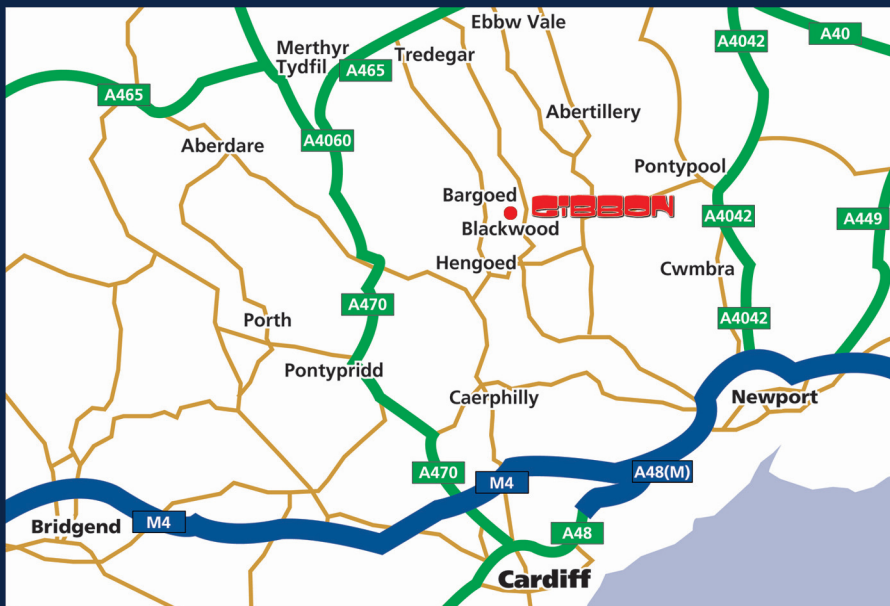 Ebbw Vale
A4042
A40
Merthyr
Tydfil
A465
Tredegar
A465
Abertillery
A4060
Aberdare
Pontypool
Bargoed
GIBBON
A4042
A449
Blackwood
Hengoed
Cwmbra
A470
A4042
Porth
Pontypridd
Caerphilly
Newport
A470
M4
A48(M)
Bridgend
M4
A48
Cardiff